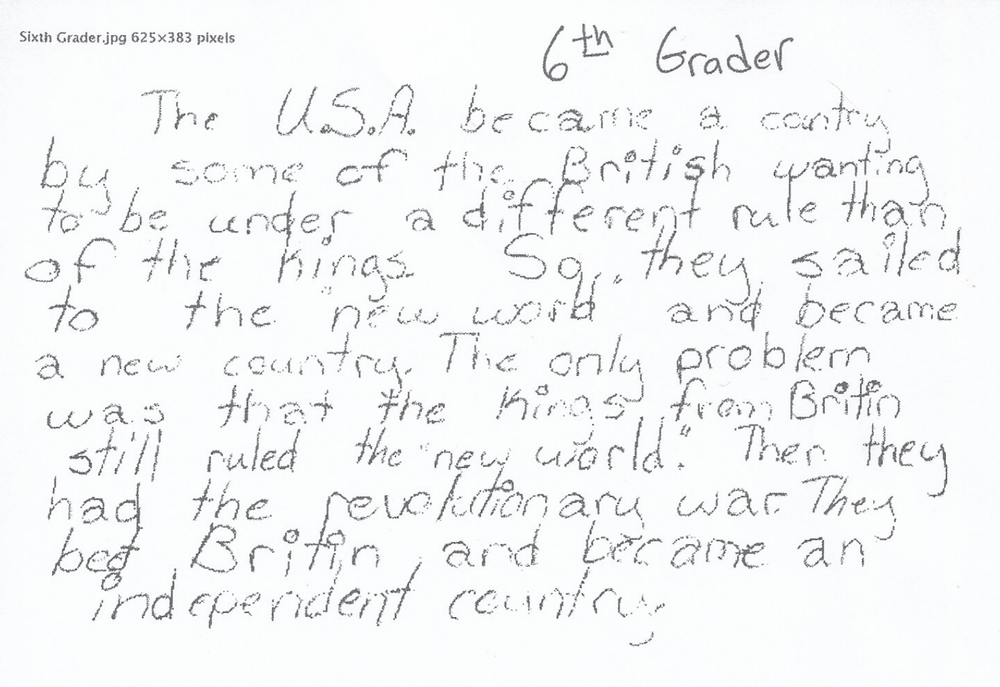 Sixth Grader.jpg 625×383 pixels
6th Grader
The U.S.A. became a contry
by some of the British wanting
to be under a different rule than
of the kings. So, they sailed
to the "new world" and became
a new country. The only problem
was that the kings from Britin
still ruled the "new world." Then they
had the revolutionary war. They
bet Britin, and became an
independent country.